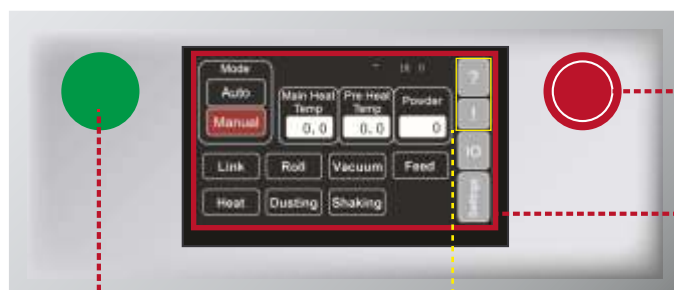 Mode
Auto
Manual
Main Heat
Temp
0, 0
Pre Heat
Temp
0, 0
Powder
0
?
!
IO
Settings
Link
Roll
Vacuum
Feed
Heat
Dusting
Shaking